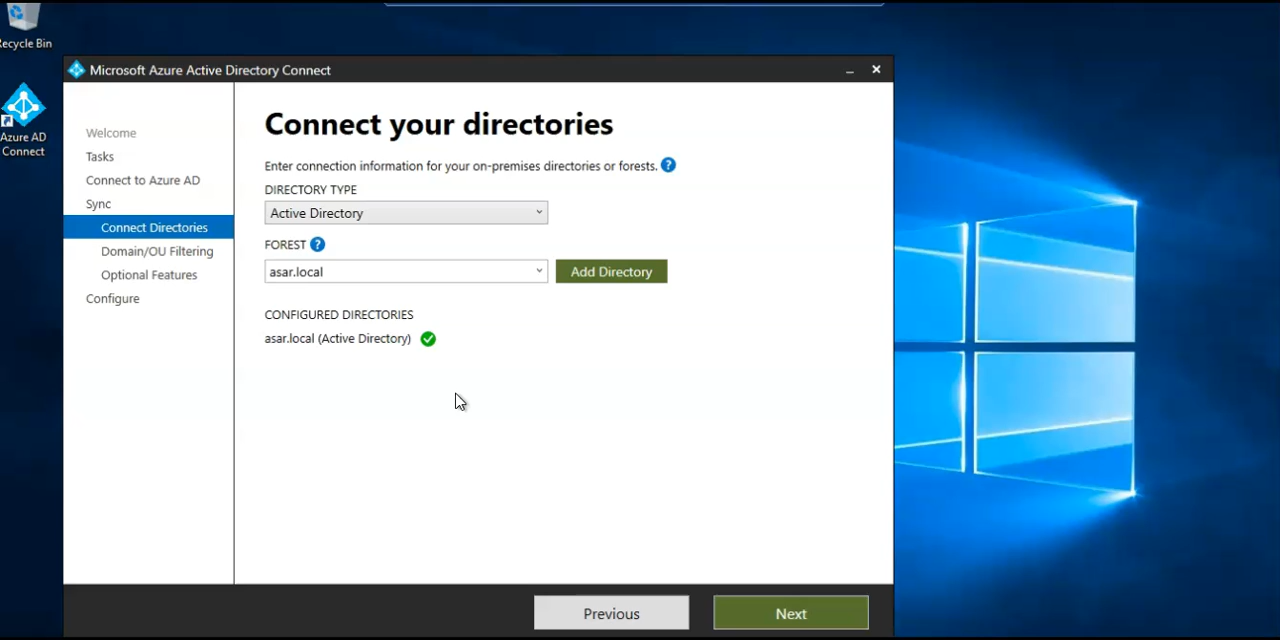 Recycle Bin
Azure AD
Connect
Microsoft Azure Active Directory Connect
Welcome
Tasks
Connect to Azure AD
Sync
Connect Directories
Domain/OU Filtering
Optional Features
Configure
Connect your directories
Enter connection information for your on-premises directories or forests. ?
DIRECTORY TYPE
Active Directory
FOREST ?
asar.local
Add Directory
CONFIGURED DIRECTORIES
asar.local (Active Directory)
Previous
Next